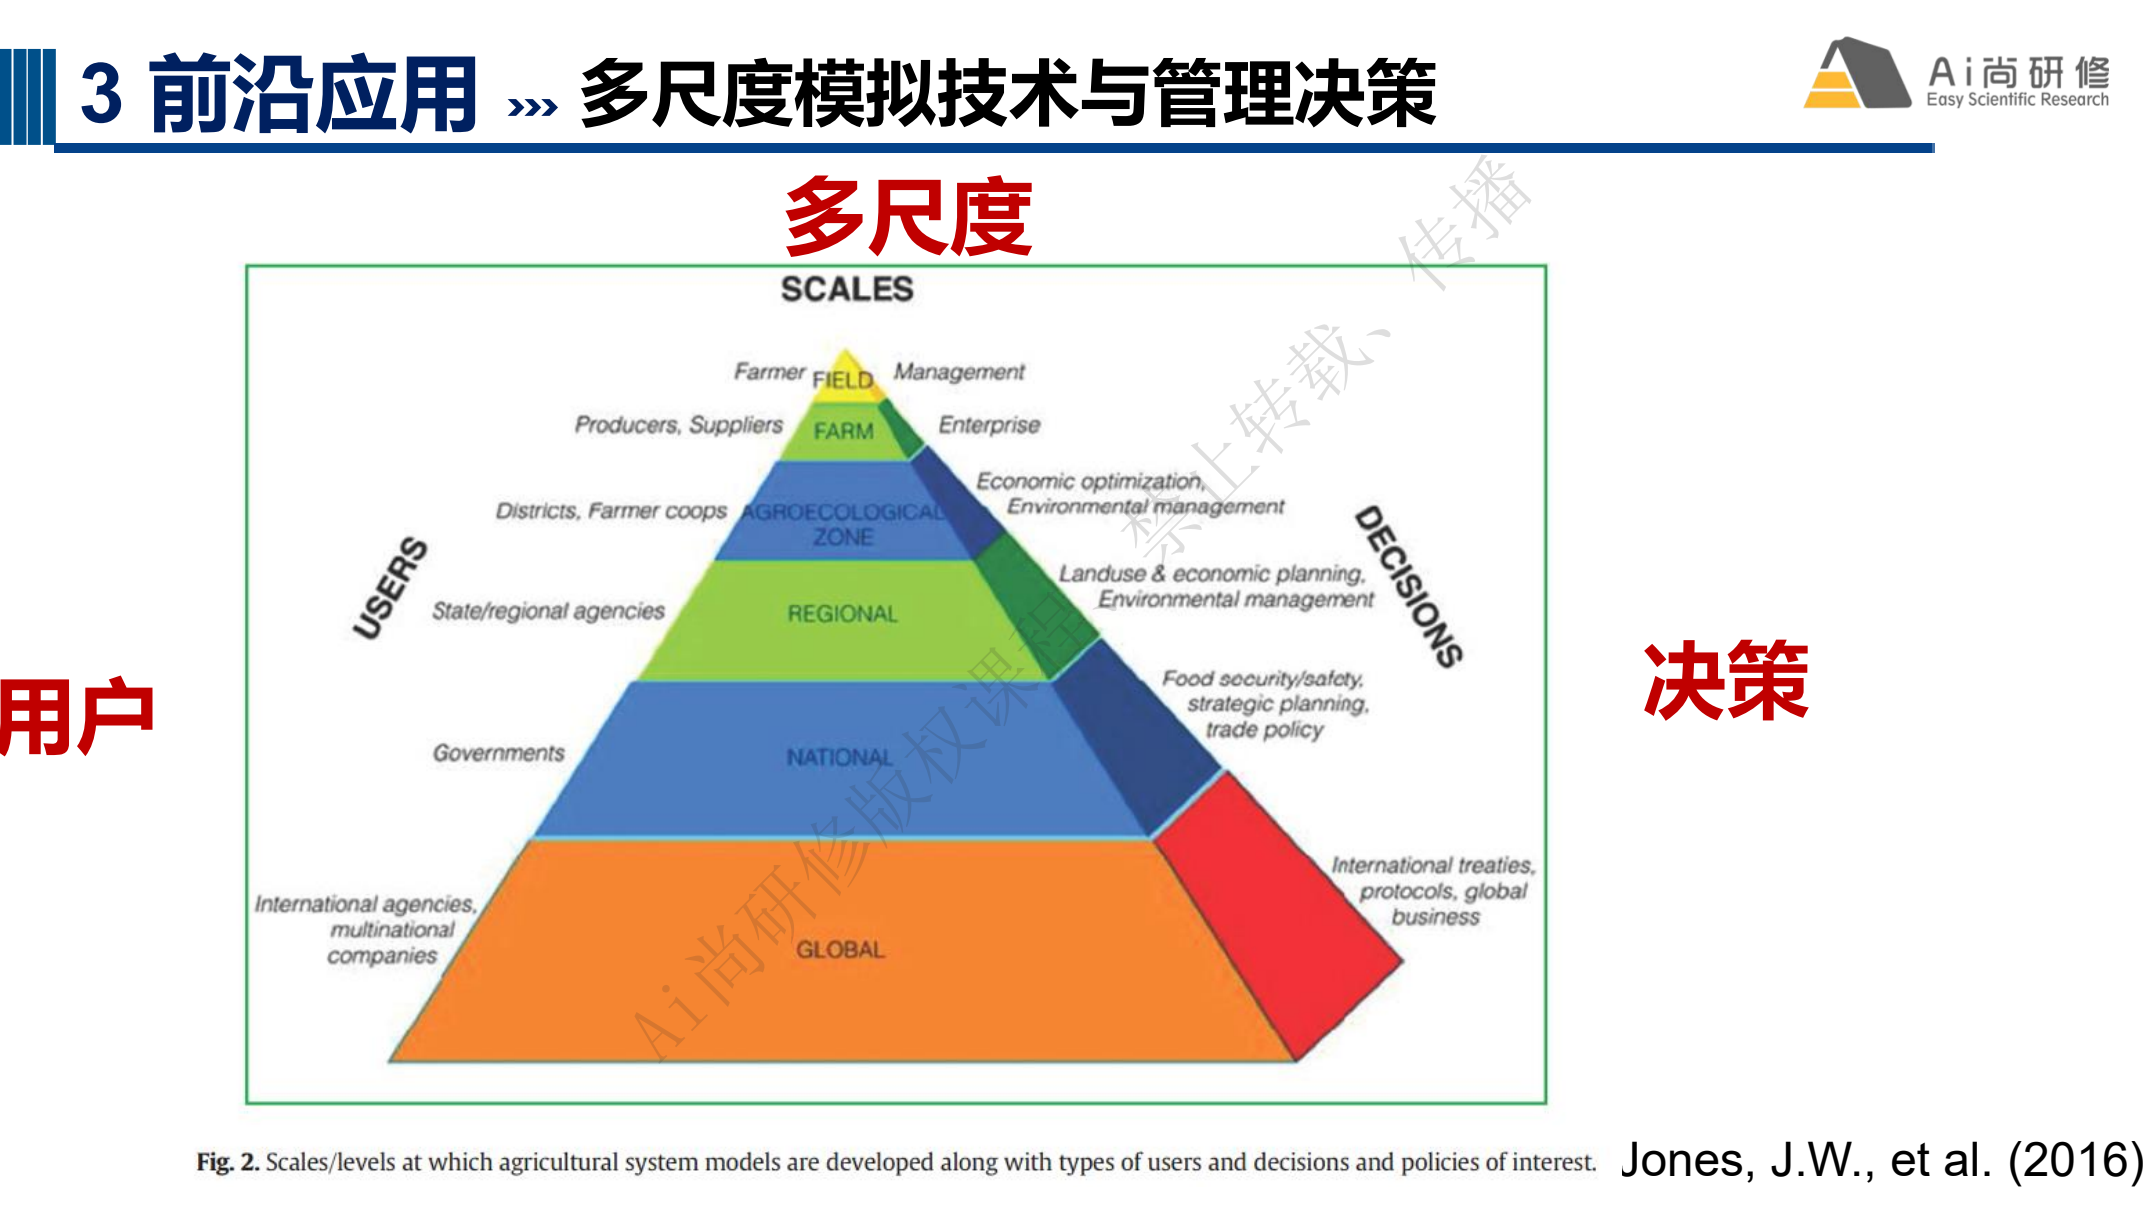 3 前沿应用 »» 多尺度模拟技术与管理决策
Ai尚研修
Easy Scientific Research
多尺度
SCALES
Farmer FIELD Management
Producers, Suppliers FARM Enterprise
Economic optimization,
Environmental management
Districts, Farmer coops AGROECOLOGICAL
ZONE
USERS
DECISIONS
Landuse & economic planning,
Environmental management
State/regional agencies REGIONAL
用户
决策
Food security/safety,
strategic planning,
trade policy
Governments NATIONAL
International treaties,
protocols, global
business
International agencies,
multinational
companies
GLOBAL
Ai尚研修版权课程 禁止转载、传播
Fig. 2. Scales/levels at which agricultural system models are developed along with types of users and decisions and policies of interest.
Jones, J.W., et al. (2016)